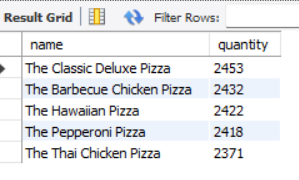 Result Grid Filter Rows:
name quantity
The Classic Deluxe Pizza 2453
The Barbecue Chicken Pizza 2432
The Hawaiian Pizza 2422
The Pepperoni Pizza 2418
The Thai Chicken Pizza 2371